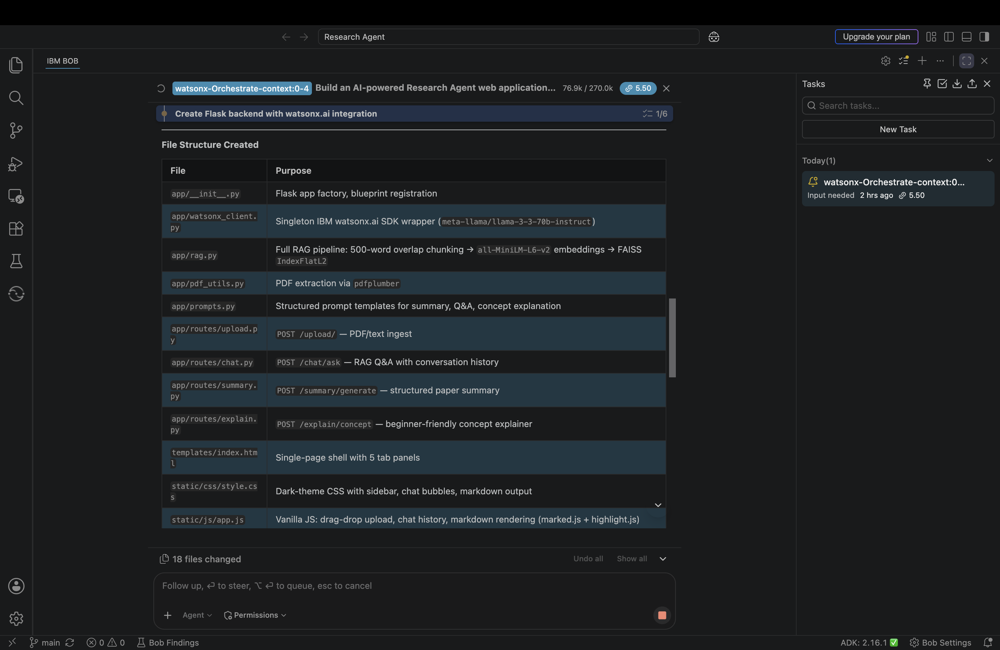 Research Agent
Upgrade your plan
IBM BOB
watsonx-Orchestrate-context:0-4 Build an AI-powered Research Agent web application... 76.9k / 270.0k 5.50
Create Flask backend with watsonx.ai integration 1/6
File Structure Created
File Purpose
app/__init__.py Flask app factory, blueprint registration
app/watsonx_client.
py
Singleton IBM watsonx.ai SDK wrapper (meta-llama/llama-3-3-70b-instruct)
app/rag.py
Full RAG pipeline: 500-word overlap chunking → all-MiniLM-L6-v2 embeddings → FAISS
IndexFlatL2
app/pdf_utils.py PDF extraction via pdfplumber
app/prompts.py Structured prompt templates for summary, Q&A, concept explanation
app/routes/upload.p
y
POST /upload/ — PDF/text ingest
app/routes/chat.py POST /chat/ask — RAG Q&A with conversation history
app/routes/summary.
py
POST /summary/generate — structured paper summary
app/routes/explain.
py
POST /explain/concept — beginner-friendly concept explainer
templates/index.htm
l
Single-page shell with 5 tab panels
static/css/style.cs
s
Dark-theme CSS with sidebar, chat bubbles, markdown output
static/js/app.js Vanilla JS: drag-drop upload, chat history, markdown rendering (marked.js + highlight.js)
18 files changed Undo all Show all
Follow up, ↵ to steer, ⌥ ↵ to queue, esc to cancel
Agent Permissions
Tasks
Search tasks...
New Task
Today(1)
watsonx-Orchestrate-context:0...
Input needed 2 hrs ago 5.50
main 0 0 Bob Findings ADK: 2.16.1 ✅ Bob Settings